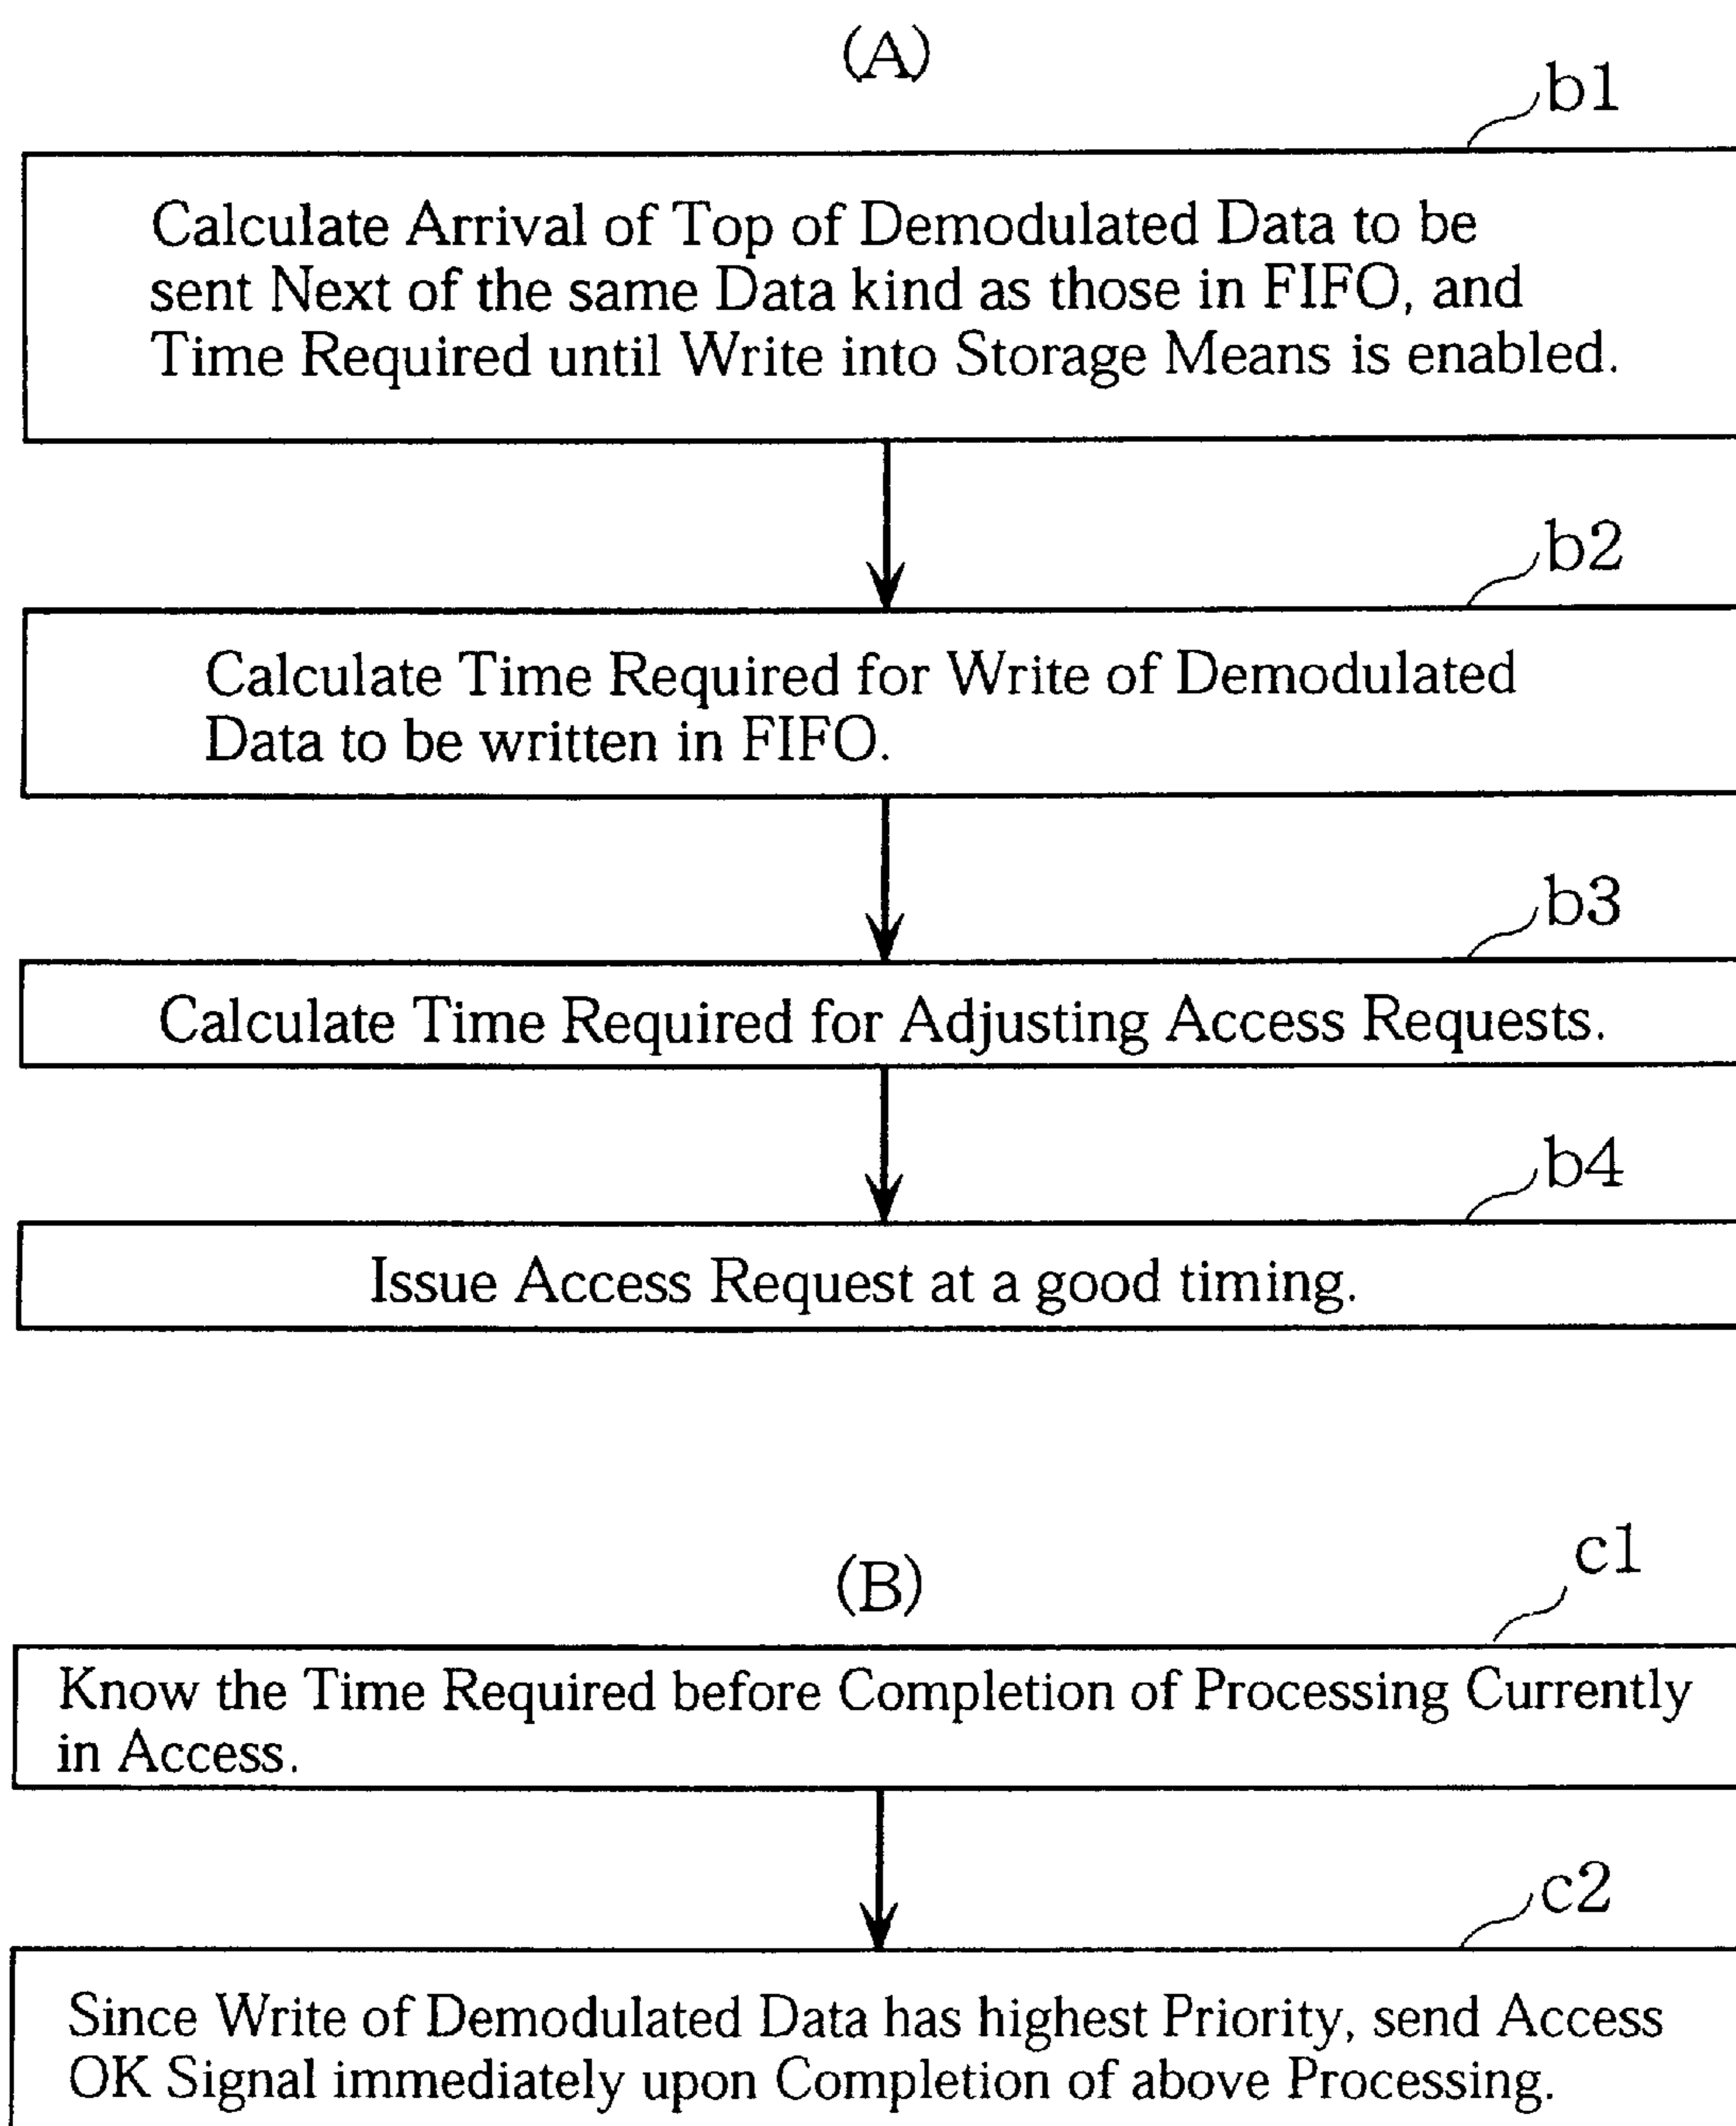 (A)
b1
Calculate Arrival of Top of Demodulated Data to be
sent Next of the same Data kind as those in FIFO, and
Time Required until Write into Storage Means is enabled.
b2
Calculate Time Required for Write of Demodulated
Data to be written in FIFO.
b3
Calculate Time Required for Adjusting Access Requests.
b4
Issue Access Request at a good timing.
(B)
c1
Know the Time Required before Completion of Processing Currently
in Access.
c2
Since Write of Demodulated Data has highest Priority, send Access
OK Signal immediately upon Completion of above Processing.